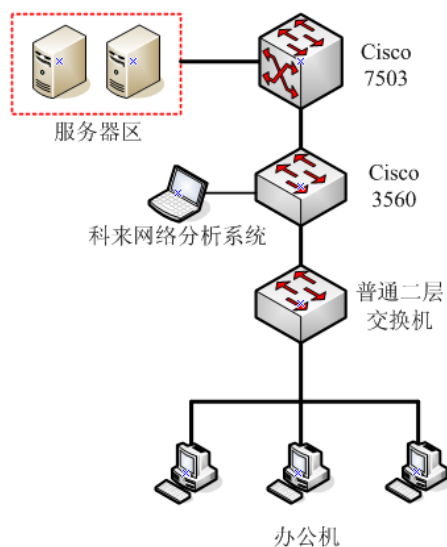 Cisco
7503
服务器区
Cisco
3560
科来网络分析系统
普通二层
交换机
办公机